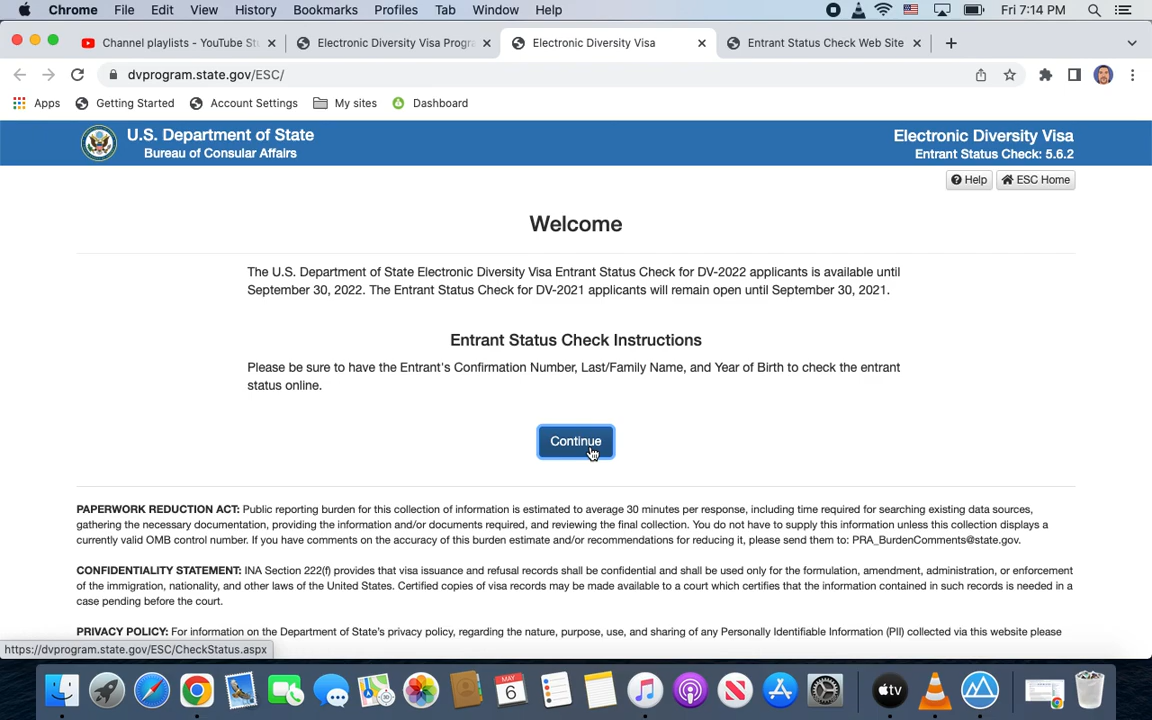 Chrome File Edit View History Bookmarks Profiles Tab Window Help Fri 7:14 PM
Channel playlists - YouTube St Electronic Diversity Visa Progra Electronic Diversity Visa Entrant Status Check Web Site
dvprogram.state.gov/ESC/
Apps Getting Started Account Settings My sites Dashboard
U.S. Department of State
Bureau of Consular Affairs
Electronic Diversity Visa
Entrant Status Check: 5.6.2
Help ESC Home
Welcome
The U.S. Department of State Electronic Diversity Visa Entrant Status Check for DV-2022 applicants is available until
September 30, 2022. The Entrant Status Check for DV-2021 applicants will remain open until September 30, 2021.
Entrant Status Check Instructions
Please be sure to have the Entrant's Confirmation Number, Last/Family Name, and Year of Birth to check the entrant
status online.
Continue
PAPERWORK REDUCTION ACT: Public reporting burden for this collection of information is estimated to average 30 minutes per response, including time required for searching existing data sources,
gathering the necessary documentation, providing the information and/or documents required, and reviewing the final collection. You do not have to supply this information unless this collection displays a
currently valid OMB control number. If you have comments on the accuracy of this burden estimate and/or recommendations for reducing it, please send them to: PRA_BurdenComments@state.gov.
CONFIDENTIALITY STATEMENT: INA Section 222(f) provides that visa issuance and refusal records shall be confidential and shall be used only for the formulation, amendment, administration, or enforcement
of the immigration, nationality, and other laws of the United States. Certified copies of visa records may be made available to a court which certifies that the information contained in such records is needed in a
case pending before the court.
PRIVACY POLICY: For information on the Department of State's privacy policy, regarding the nature, purpose, use, and sharing of any Personally Identifiable Information (PII) collected via this website please
https://dvprogram.state.gov/ESC/CheckStatus.aspx
MAY
6
tv